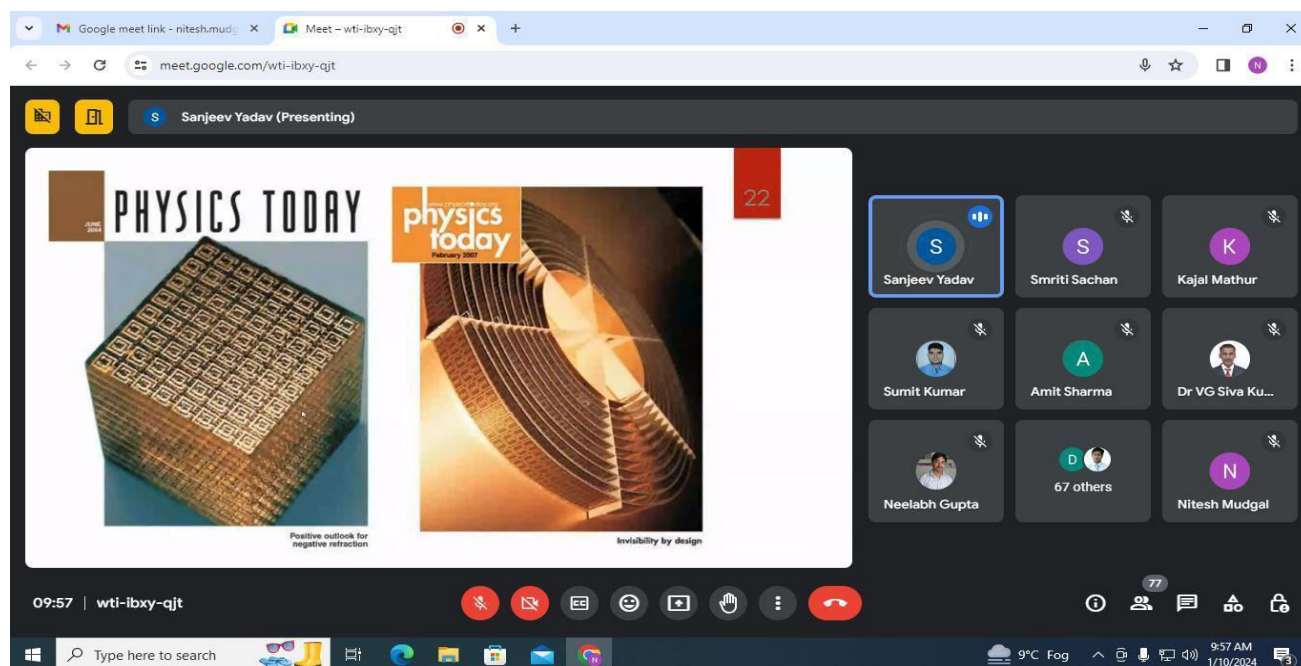 Google meet link - nitesh.mudg
Meet – wti-ibxy-qjt
meet.google.com/wti-ibxy-qjt
N
S
Sanjeev Yadav (Presenting)
JUNE
2004
PHYSICS TODAY
Positive outlook for
negative refraction
physics
today
February 2007
Invisibility by design
22
S
Sanjeev Yadav
S
Smriti Sachan
K
Kajal Mathur
Sumit Kumar
A
Amit Sharma
Dr VG Siva Ku...
Neelabh Gupta
D
67 others
N
Nitesh Mudgal
09:57 | wti-ibxy-qjt
CC
77
Type here to search
N
9°C Fog
9:57 AM
1/10/2024
3